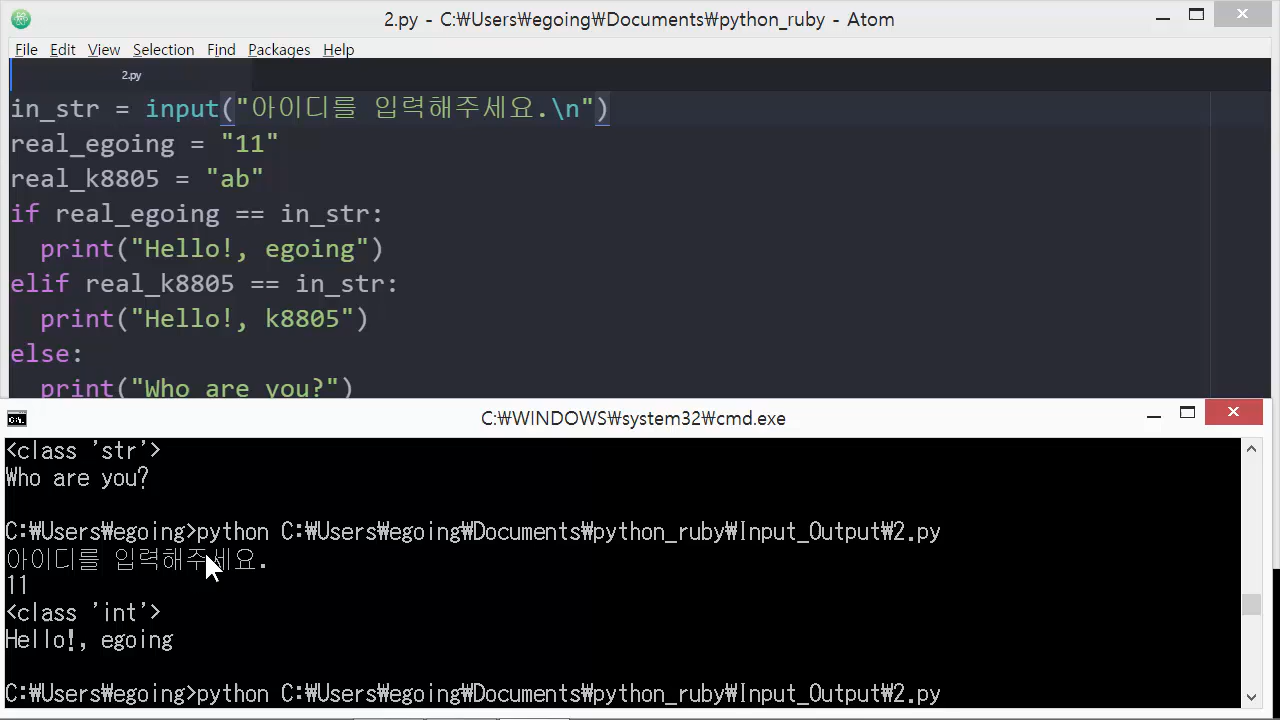 2.py - C:₩Users₩egoing₩Documents₩python_ruby - Atom
File Edit View Selection Find Packages Help
2.py
in_str = input("아이디를 입력해주세요.\n")
real_egoing = "11"
real_k8805 = "ab"
if real_egoing == in_str:
  print("Hello!, egoing")
elif real_k8805 == in_str:
  print("Hello!, k8805")
else:
  print("Who are you?")
C:₩WINDOWS₩system32₩cmd.exe
<class 'str'>
Who are you?
C:₩Users₩egoing>python C:₩Users₩egoing₩Documents₩python_ruby₩Input_Output₩2.py
아이디를 입력해주세요.
11
<class 'int'>
Hello!, egoing
C:₩Users₩egoing>python C:₩Users₩egoing₩Documents₩python_ruby₩Input_Output₩2.py